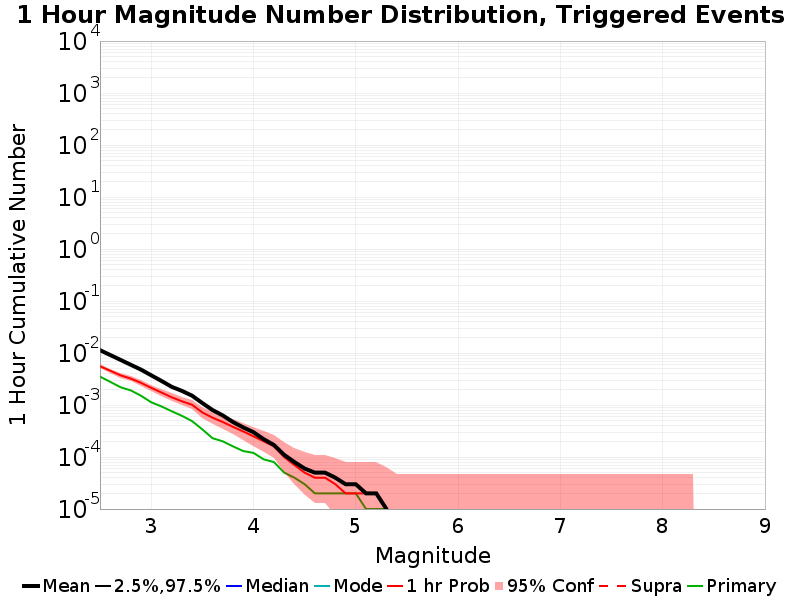 1 Hour Magnitude Number Distribution, Triggered Events
1 Hour Cumulative Number
10^4
10^3
10^2
10^1
10^0
10^-1
10^-2
10^-3
10^-4
10^-5
3 4 5 6 7 8 9
Magnitude
Mean 2.5%,97.5% Median Mode 1 hr Prob 95% Conf Supra Primary